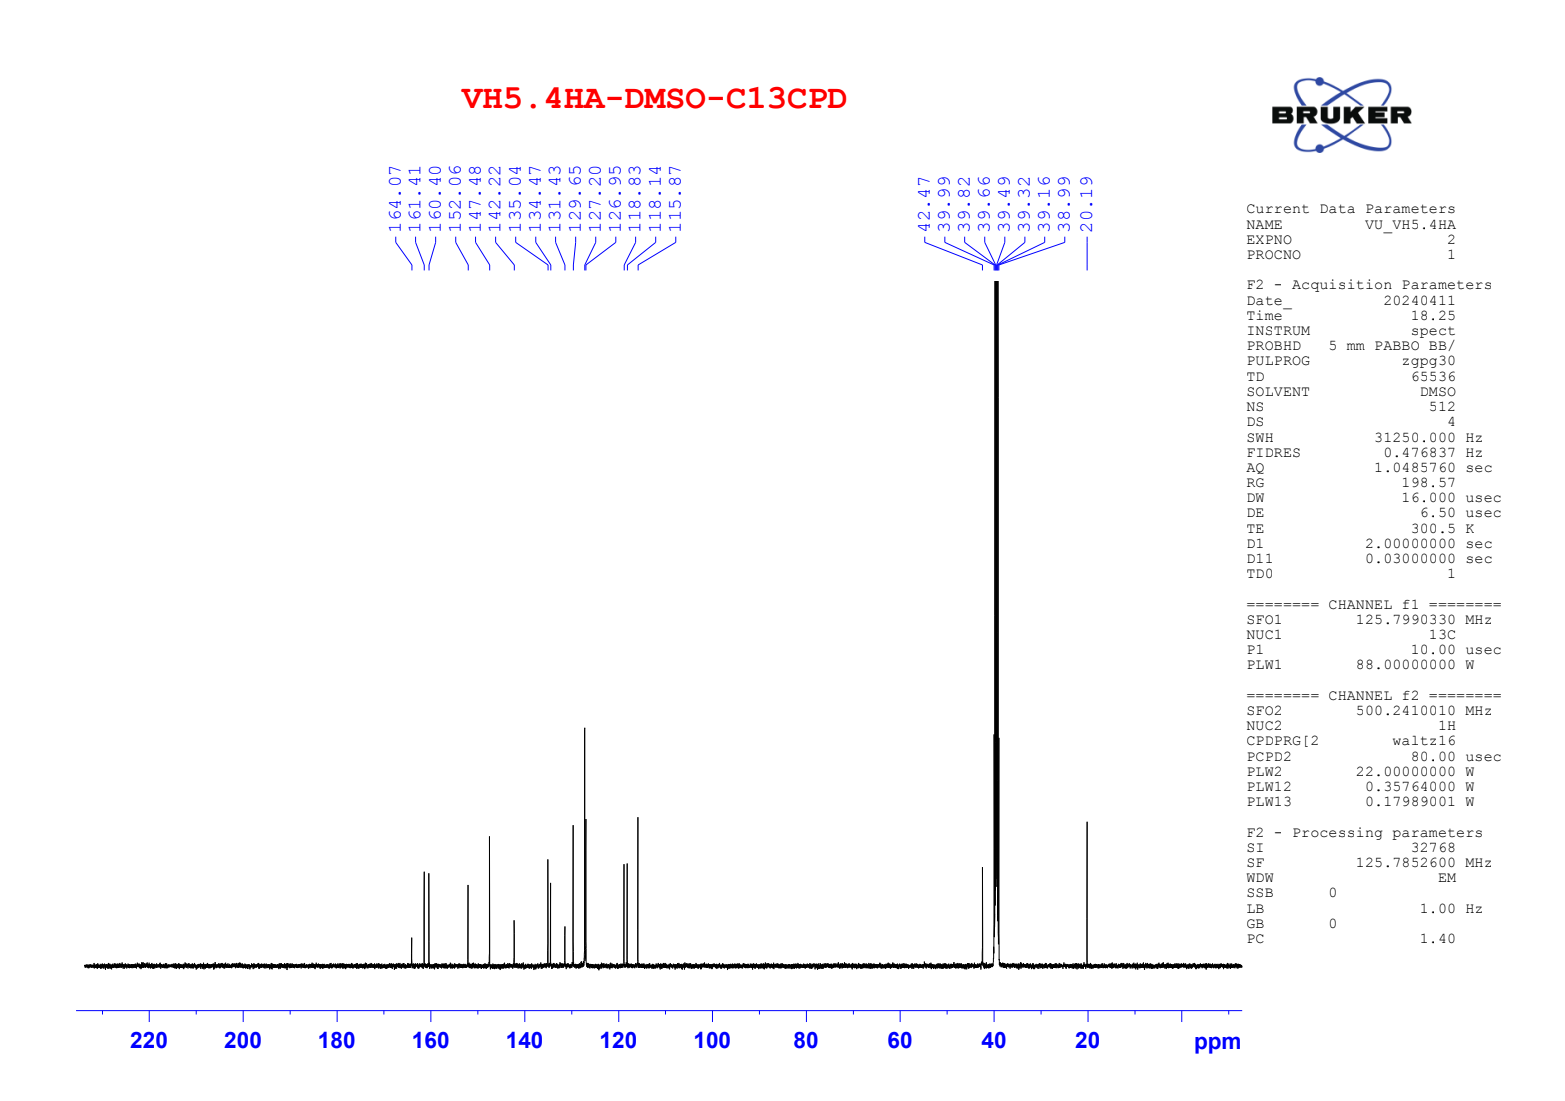 VH5.4HA-DMSO-C13CPD
BRUKER
164.07
161.41
160.40
152.06
147.48
142.22
135.04
134.47
131.43
129.65
127.20
126.95
118.83
118.14
115.87
42.47
39.99
39.82
39.66
39.49
39.32
39.16
38.99
20.19
Current Data Parameters
NAME VU_VH5.4HA
EXPNO 2
PROCNO 1
F2 - Acquisition Parameters
Date_ 20240411
Time 18.25
INSTRUM spect
PROBHD 5 mm PABBO BB/
PULPROG zgpg30
TD 65536
SOLVENT DMSO
NS 512
DS 4
SWH 31250.000 Hz
FIDRES 0.476837 Hz
AQ 1.0485760 sec
RG 198.57
DW 16.000 usec
DE 6.50 usec
TE 300.5 K
D1 2.00000000 sec
D11 0.03000000 sec
TD0 1
======== CHANNEL f1 ========
SFO1 125.7990330 MHz
NUC1 13C
P1 10.00 usec
PLW1 88.00000000 W
======== CHANNEL f2 ========
SFO2 500.2410010 MHz
NUC2 1H
CPDPRG[2 waltz16
PCPD2 80.00 usec
PLW2 22.00000000 W
PLW12 0.35764000 W
PLW13 0.17989001 W
F2 - Processing parameters
SI 32768
SF 125.7852600 MHz
WDW EM
SSB 0
LB 1.00 Hz
GB 0
PC 1.40
220 200 180 160 140 120 100 80 60 40 20 ppm